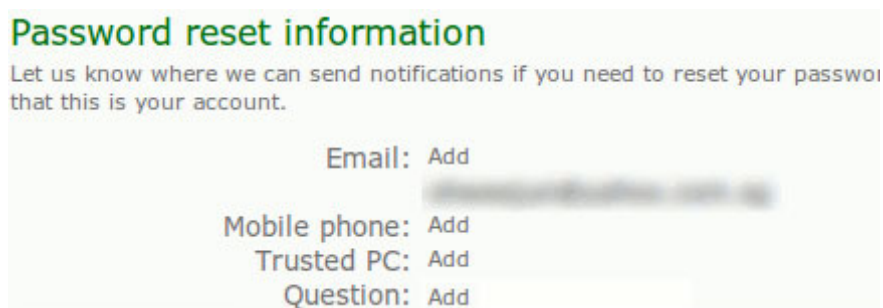 Password reset information
Let us know where we can send notifications if you need to reset your passwor
that this is your account.
Email: Add
Mobile phone: Add
Trusted PC: Add
Question: Add